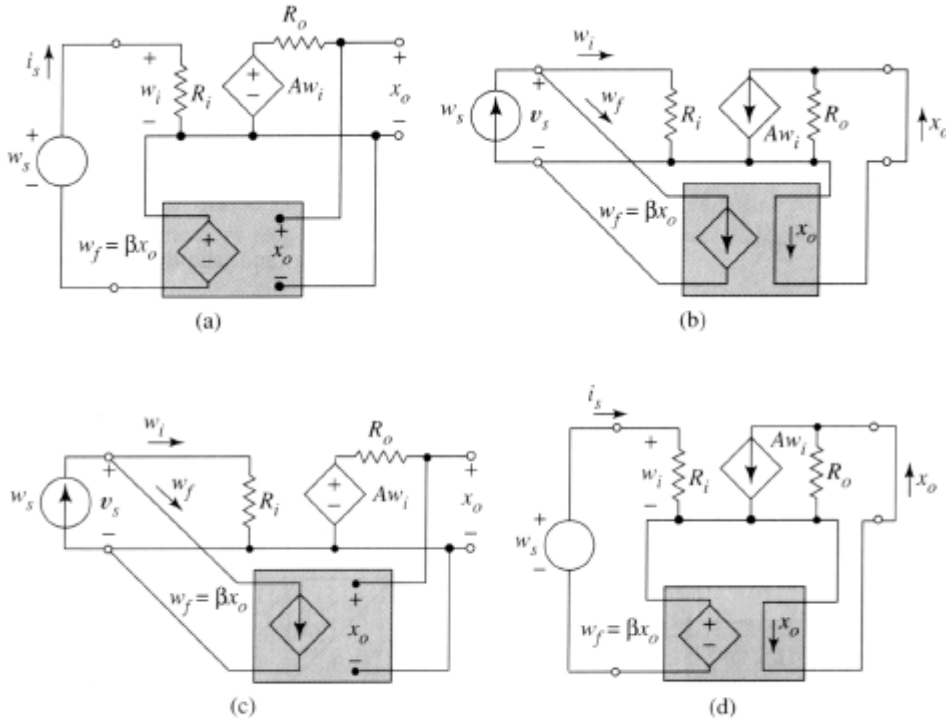 R_o
i_s
+
w_i
−
R_i
+
−
Aw_i
+
x_o
−
+
w_s
−
w_f = βx_o
+
−
+
x_o
−
(a)
w_i
w_s
+
v_s
−
w_f
R_i
Aw_i
R_o
x_o
w_f = βx_o
x_o
(b)
w_i
w_s
+
v_s
−
w_f
R_i
R_o
+
−
Aw_i
+
x_o
−
w_f = βx_o
+
x_o
−
(c)
i_s
+
w_i
−
R_i
Aw_i
R_o
x_o
+
w_s
−
w_f = βx_o
+
−
x_o
(d)